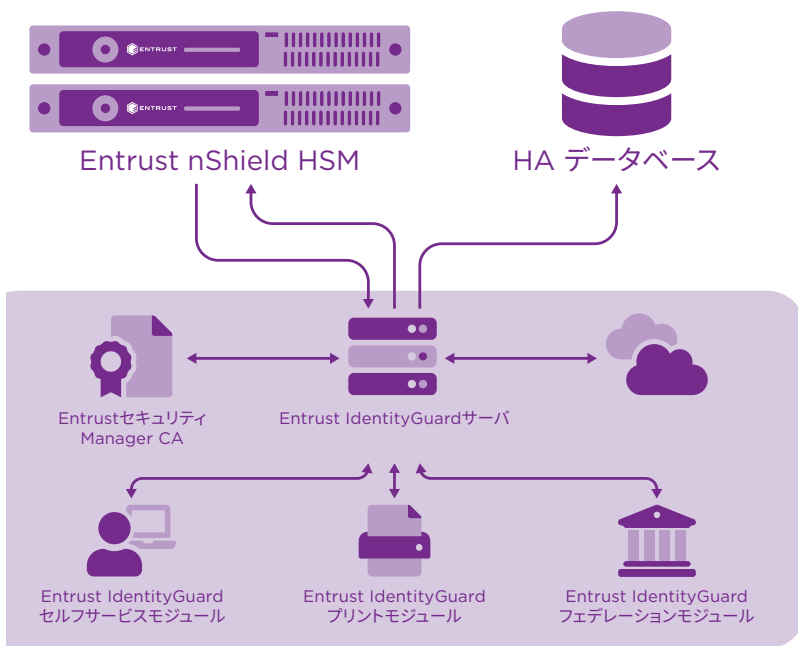 ENTRUST
ENTRUST
Entrust nShield HSM
HA データベース
Entrustセキュリティ
Manager CA
Entrust IdentityGuardサーバ
Entrust IdentityGuard
セルフサービスモジュール
Entrust IdentityGuard
プリントモジュール
Entrust IdentityGuard
フェデレーションモジュール